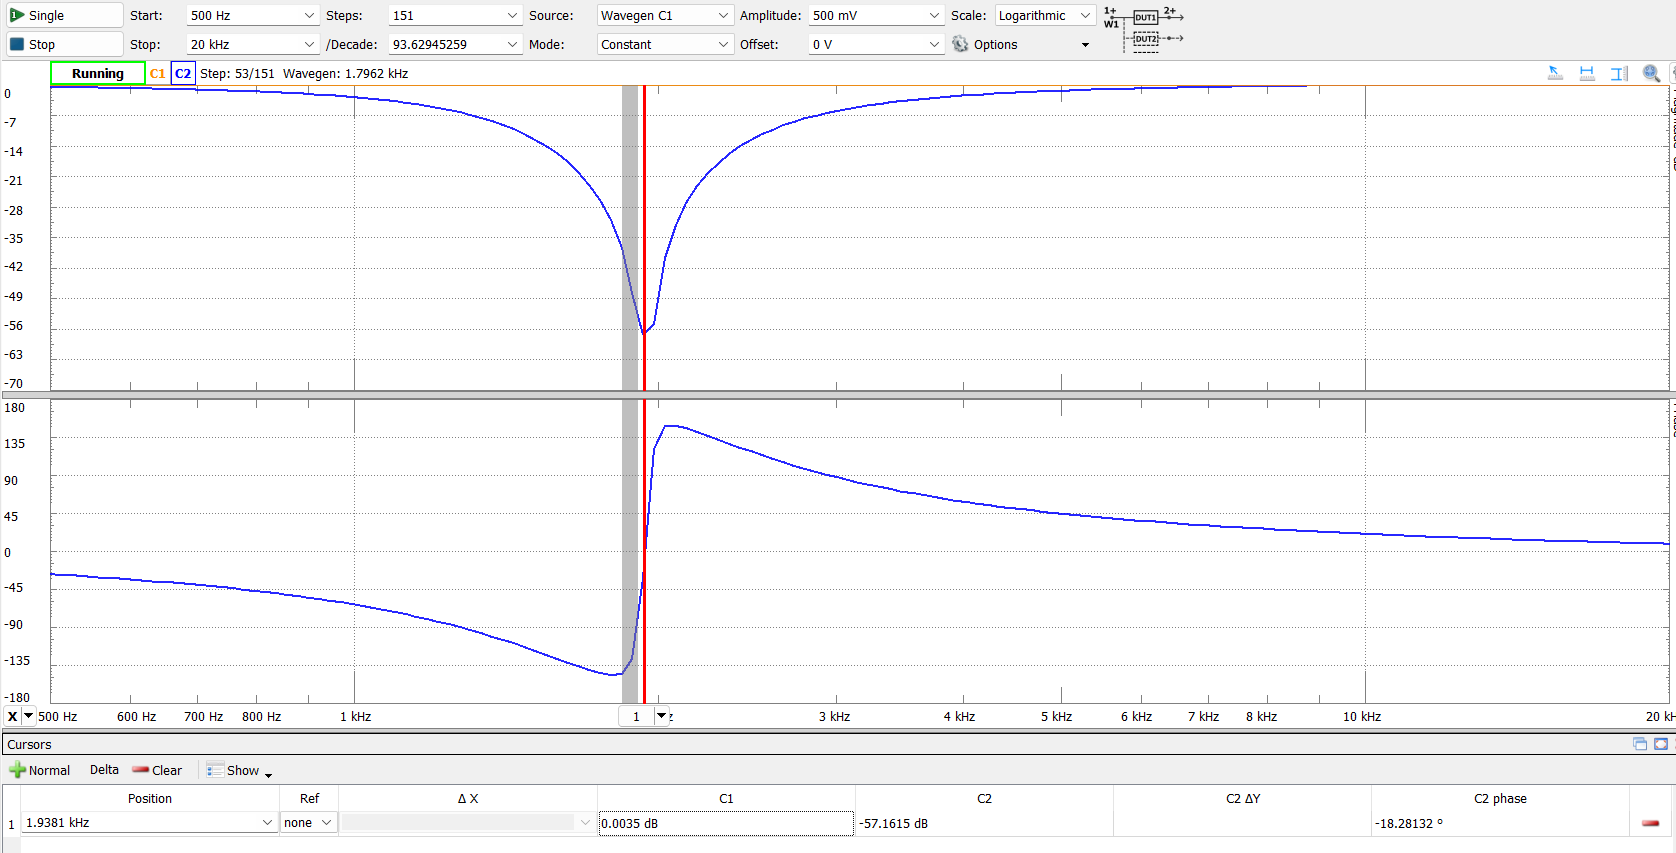 Single Start: 500 Hz Steps: 151 Source: Wavegen C1 Amplitude: 500 mV Scale: Logarithmic 1+ W1 DUT1 2+
Stop Stop: 20 kHz /Decade: 93.62945259 Mode: Constant Offset: 0 V Options DUT2
Running C1 C2 Step: 53/151 Wavegen: 1.7962 kHz
0
-7
-14
-21
-28
-35
-42
-49
-56
-63
-70
180
135
90
45
0
-45
-90
-135
-180
X 500 Hz 600 Hz 700 Hz 800 Hz 1 kHz 1 3 kHz 4 kHz 5 kHz 6 kHz 7 kHz 8 kHz 10 kHz 20 kH
Cursors
Normal Delta Clear Show
Position Ref Δ X C1 C2 C2 ΔY C2 phase
1 1.9381 kHz none 0.0035 dB -57.1615 dB -18.28132 °